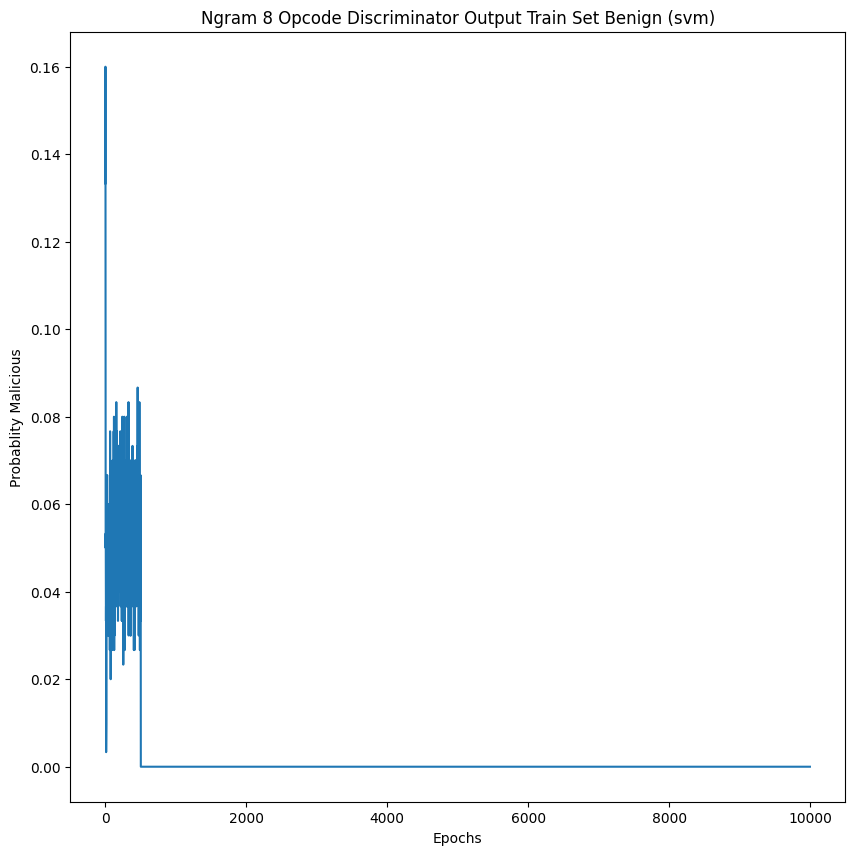 Ngram 8 Opcode Discriminator Output Train Set Benign (svm)
0.16
0.14
0.12
0.10
0.08
0.06
0.04
0.02
0.00
Probablity Malicious
0 2000 4000 6000 8000 10000
Epochs